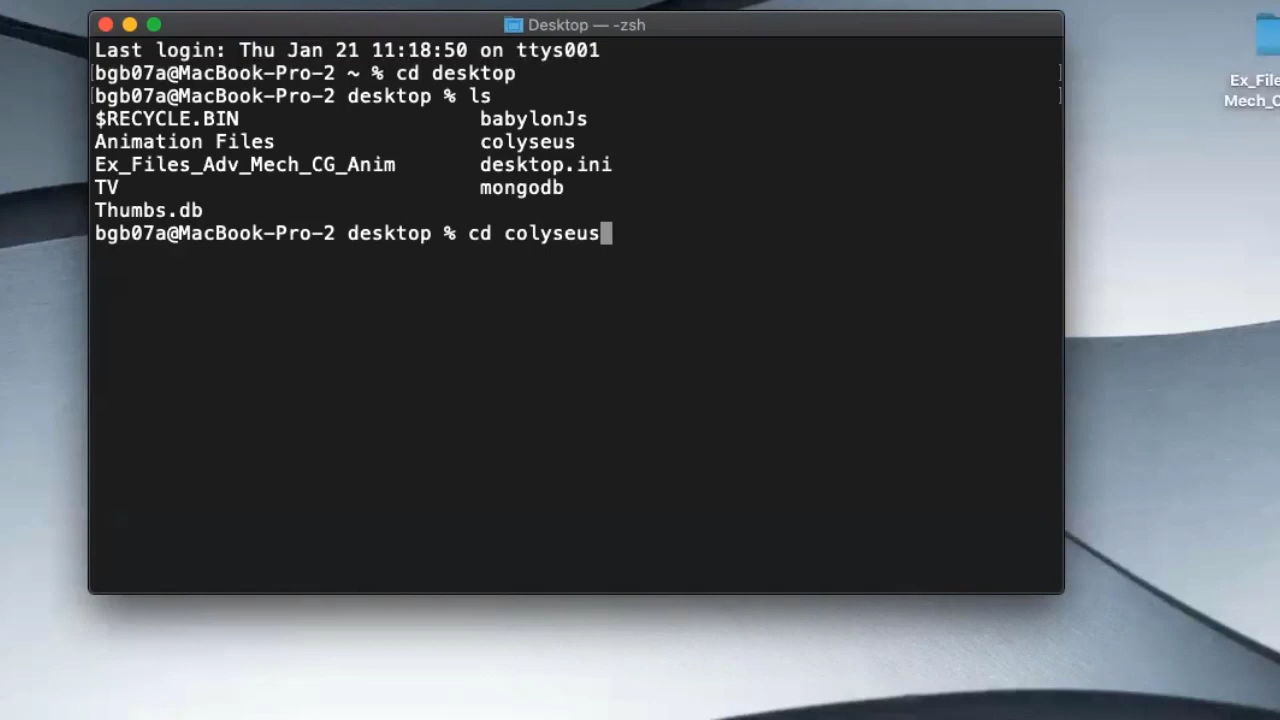 Desktop — -zsh
Last login: Thu Jan 21 11:18:50 on ttys001
[bgb07a@MacBook-Pro-2 ~ % cd desktop ]
[bgb07a@MacBook-Pro-2 desktop % ls ]
$RECYCLE.BIN babylonJs
Animation Files colyseus
Ex_Files_Adv_Mech_CG_Anim desktop.ini
TV mongodb
Thumbs.db
bgb07a@MacBook-Pro-2 desktop % cd colyseus
Ex_File
Mech_C